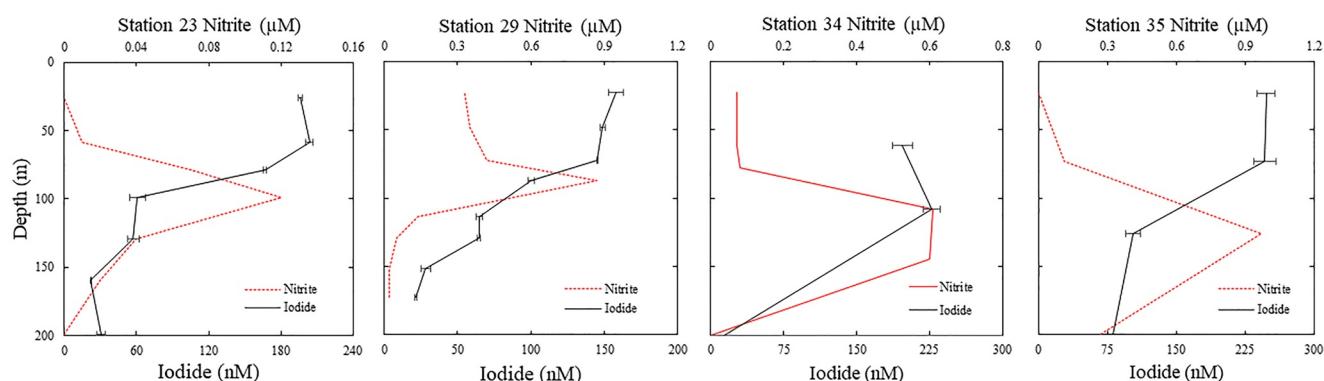 Station 23 Nitrite (µM)
0 0.04 0.08 0.12 0.16
Station 29 Nitrite (µM)
0 0.3 0.6 0.9 1.2
Station 34 Nitrite (µM)
0 0.2 0.4 0.6 0.8
Station 35 Nitrite (µM)
0 0.3 0.6 0.9 1.2
Depth (m)
0
50
100
150
200
Nitrite
Iodide
Nitrite
Iodide
Nitrite
Iodide
Nitrite
Iodide
0 60 120 180 240
Iodide (nM)
0 50 100 150 200
Iodide (nM)
0 75 150 225 300
Iodide (nM)
0 75 150 225 300
Iodide (nM)